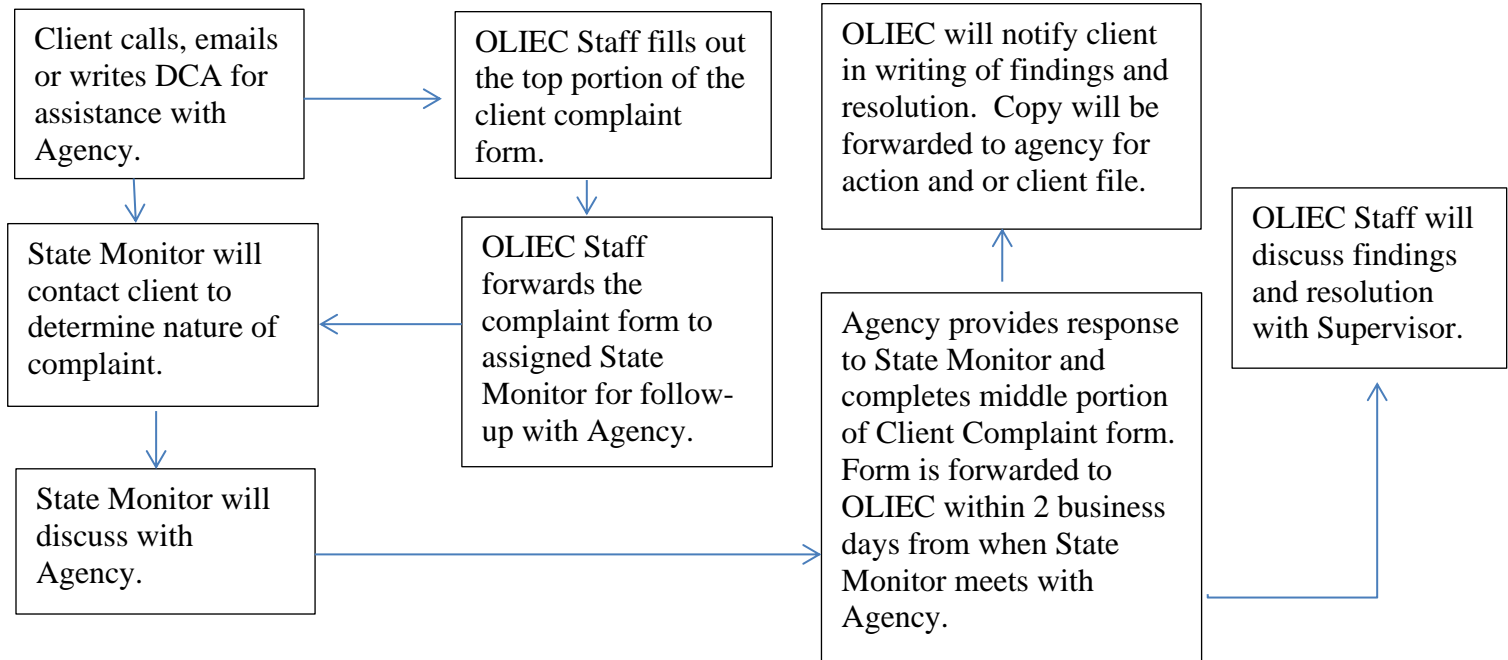 Client calls, emails
or writes DCA for
assistance with
Agency.
OLIEC Staff fills out
the top portion of the
client complaint
form.
OLIEC Staff
forwards the
complaint form to
assigned State
Monitor for follow-
up with Agency.
State Monitor will
contact client to
determine nature of
complaint.
State Monitor will
discuss with
Agency.
Agency provides response
to State Monitor and
completes middle portion
of Client Complaint form.
Form is forwarded to
OLIEC within 2 business
days from when State
Monitor meets with
Agency.
OLIEC will notify client
in writing of findings and
resolution.  Copy will be
forwarded to agency for
action and or client file.
OLIEC Staff will
discuss findings
and resolution
with Supervisor.